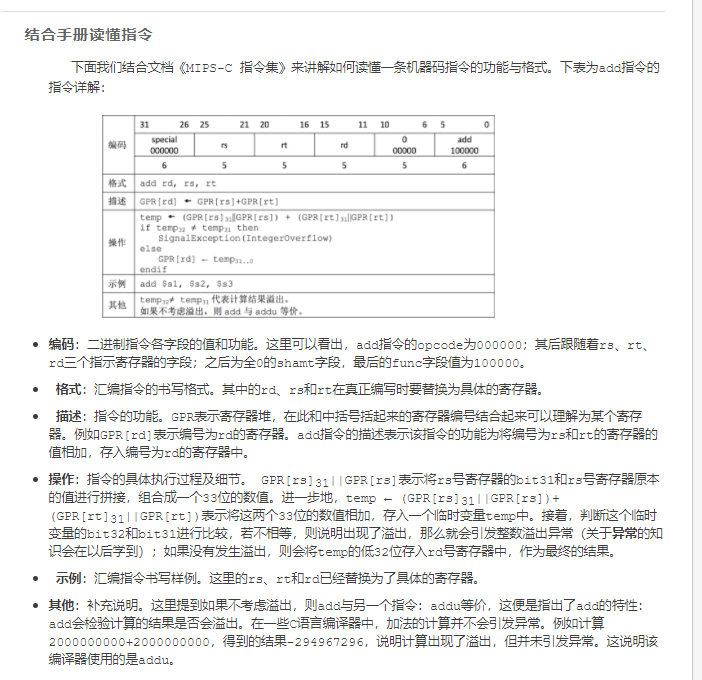 结合手册读懂指令
下面我们结合文档《MIPS-C 指令集》来讲解如何读懂一条机器码指令的功能与格式。下表为add指令的
指令详解：
31 26 25 21 20 16 15 11 10 6 5 0
编码 special 000000 rs rt rd 0 00000 add 100000
6 5 5 5 5 6
格式 add rd, rs, rt
描述 GPR[rd] ← GPR[rs]+GPR[rt]
操作 temp ← (GPR[rs]31||GPR[rs]) + (GPR[rt]31||GPR[rt])
if temp32 ≠ temp31 then
SignalException(IntegerOverflow)
else
GPR[rd] ← temp31..0
endif
示例 add $s1, $s2, $s3
其他 temp32≠ temp31 代表计算结果溢出。
如果不考虑溢出，则 add 与 addu 等价。
• 编码：二进制指令各字段的值和功能。这里可以看出，add指令的opcode为000000；其后跟随着rs、rt、
rd三个指示寄存器的字段；之后为全0的shamt字段，最后的func字段值为100000。
• 格式：汇编指令的书写格式。其中的rd、rs和rt在真正编写时要替换为具体的寄存器。
• 描述：指令的功能。GPR表示寄存器堆，在此和中括号括起来的寄存器编号结合起来可以理解为某个寄存
器。例如GPR[rd]表示编号为rd的寄存器。add指令的描述表示该指令的功能为将编号为rs和rt的寄存器的
值相加，存入编号为rd的寄存器中。
• 操作：指令的具体执行过程及细节。 GPR[rs]31||GPR[rs]表示将rs号寄存器的bit31和rs号寄存器原本
的值进行拼接，组合成一个33位的数值。进一步地，temp ← (GPR[rs]31||GPR[rs])+
(GPR[rt]31||GPR[rt])表示将这两个33位的数值相加，存入一个临时变量temp中。接着，判断这个临时
变量的bit32和bit31进行比较，若不相等，则说明出现了溢出，那么就会引发整数溢出异常（关于异常的知
识会在以后学到）；如果没有发生溢出，则会将temp的低32位存入rd号寄存器中，作为最终的结果。
• 示例：汇编指令书写样例。这里的rs、rt和rd已经替换为了具体的寄存器。
• 其他：补充说明。这里提到如果不考虑溢出，则add与另一个指令：addu等价，这便是指出了add的特性：
add会检验计算的结果是否会溢出。在一些C语言编译器中，加法的计算并不会引发异常。例如计算
2000000000+2000000000，得到的结果-294967296，说明计算出现了溢出，但并未引发异常。这说明该
编译器使用的是addu。